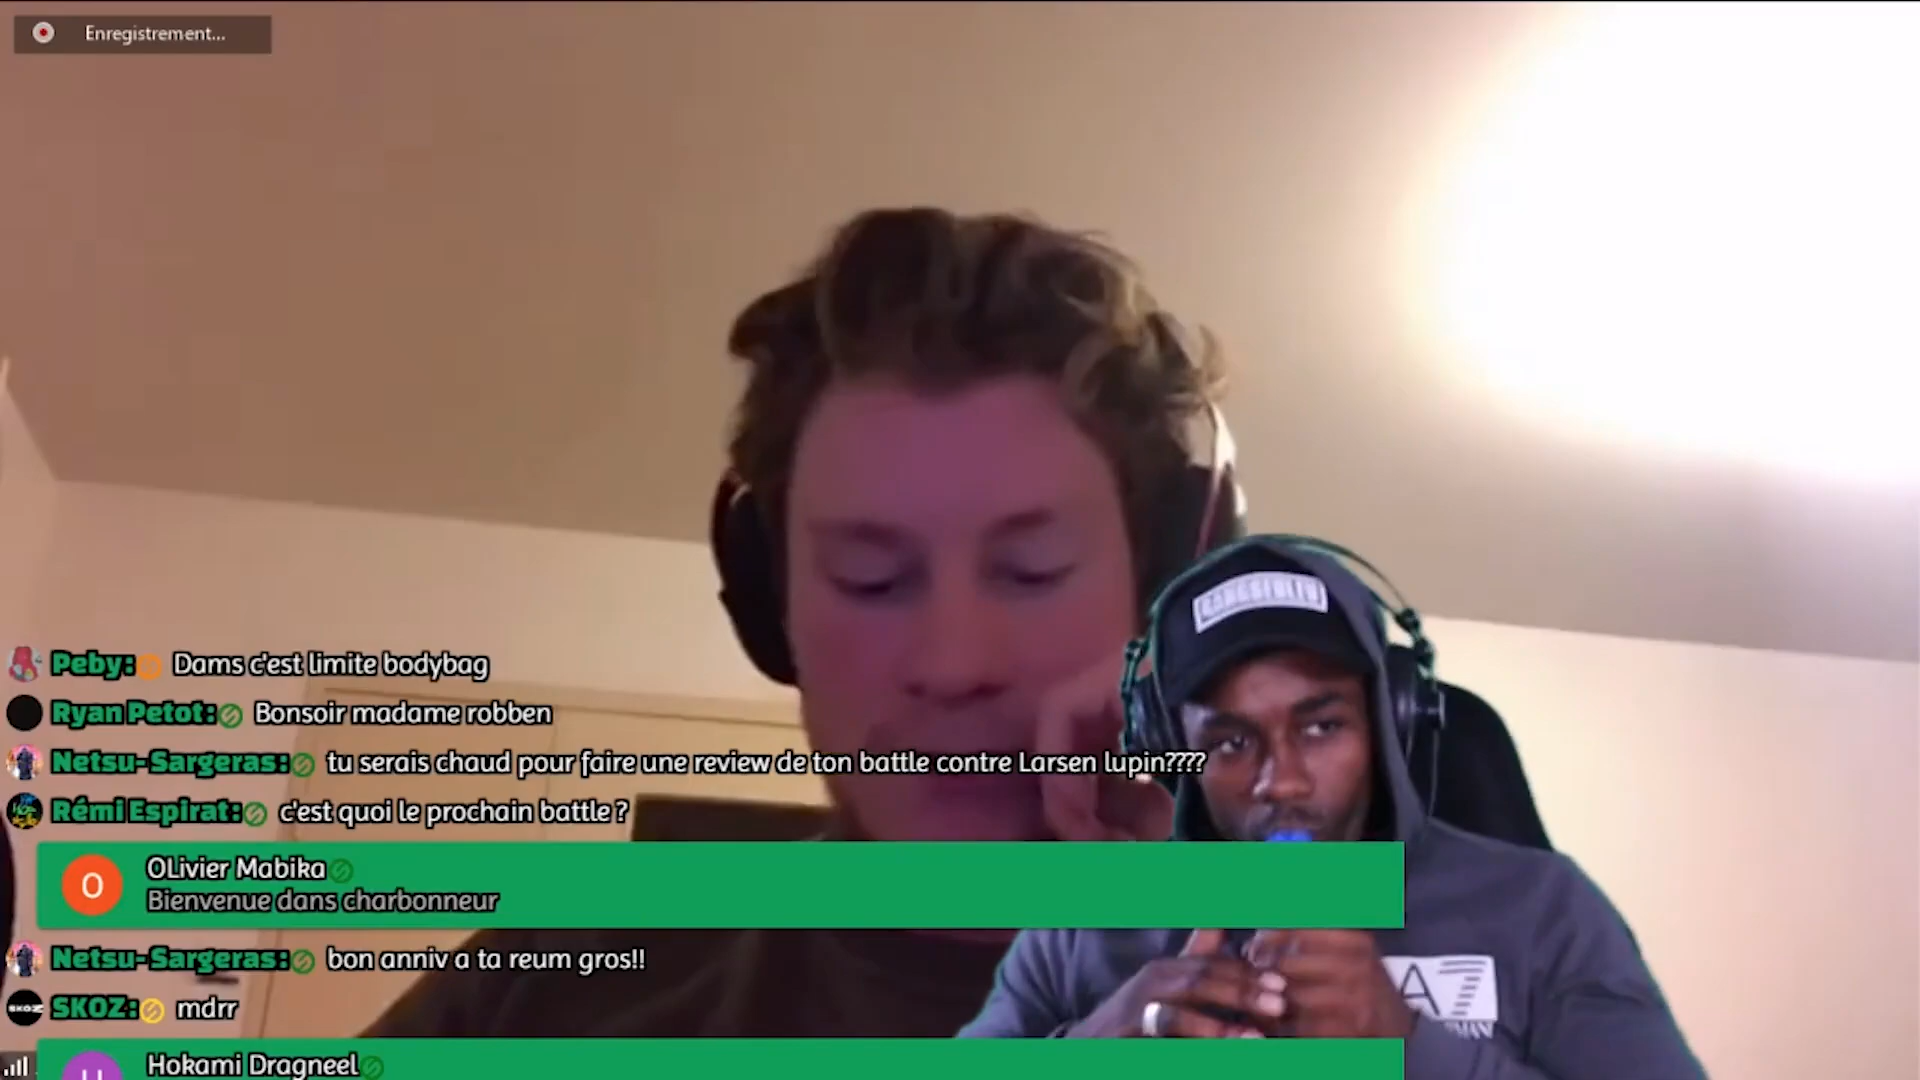 Enregistrement...
Peby: Dams c'est limite bodybag
Ryan Petot: Bonsoir madame robben
Netsu-Sargeras: tu serais chaud pour faire une review de ton battle contre Larsen lupin????
Rémi Espirat: c'est quoi le prochain battle ?
O
OLivier Mabika
Bienvenue dans charbonneur
Netsu-Sargeras: bon anniv a ta reum gros!!
A7
SKOZ
SKOZ: mdrr
Hokami Dragneel